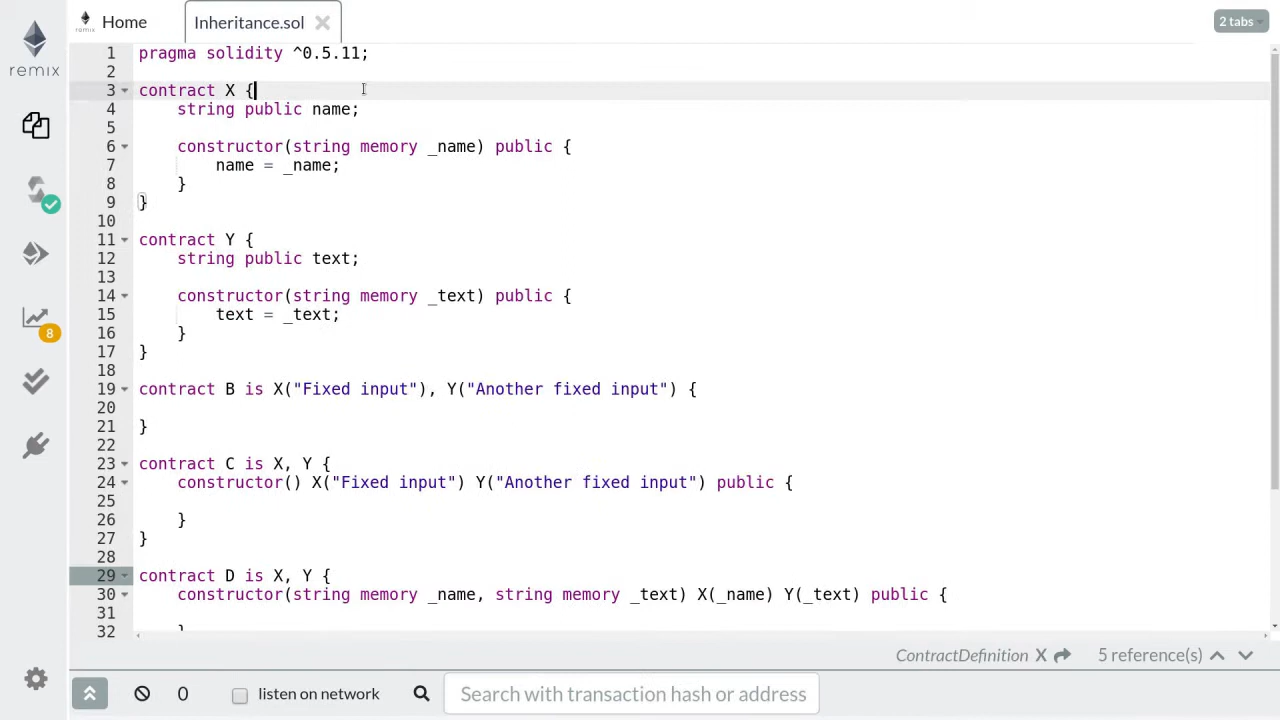 remix
Home
Inheritance.sol
2 tabs
1 pragma solidity ^0.5.11;
2
3 contract X {
4     string public name;
5
6     constructor(string memory _name) public {
7         name = _name;
8     }
9 }
10
11 contract Y {
12     string public text;
13
14     constructor(string memory _text) public {
15         text = _text;
16     }
17 }
18
19 contract B is X("Fixed input"), Y("Another fixed input") {
20
21 }
22
23 contract C is X, Y {
24     constructor() X("Fixed input") Y("Another fixed input") public {
25
26     }
27 }
28
29 contract D is X, Y {
30     constructor(string memory _name, string memory _text) X(_name) Y(_text) public {
31
32     }
8
ContractDefinition X 5 reference(s)
0 listen on network Search with transaction hash or address
remix